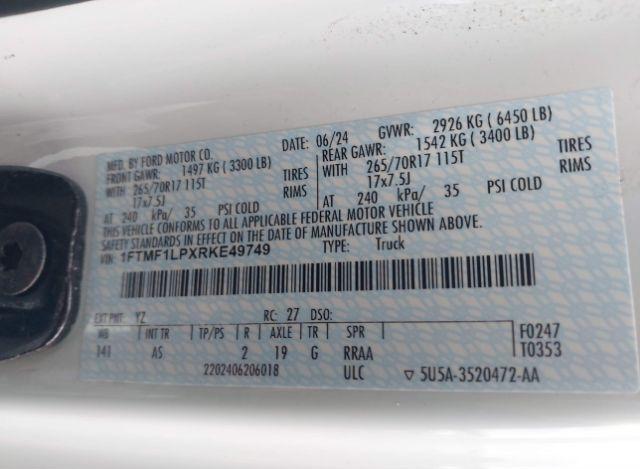 MFD. BY FORD MOTOR CO.
DATE: 06/24 GVWR: 2926 KG ( 6450 LB)
FRONT GAWR: 1497 KG ( 3300 LB)
REAR GAWR: 1542 KG ( 3400 LB)
WITH 265/70R17 115T TIRES
WITH 265/70R17 115T TIRES
17x7.5J RIMS
17x7.5J RIMS
AT 240 kPa/ 35 PSI COLD
AT 240 kPa/ 35 PSI COLD
THIS VEHICLE CONFORMS TO ALL APPLICABLE FEDERAL MOTOR VEHICLE
SAFETY STANDARDS IN EFFECT ON THE DATE OF MANUFACTURE SHOWN ABOVE.
VIN: 1FTMF1LPXRKE49749 TYPE: Truck
EXT PNT: YZ RC: 27 DSO:
WB INT TR TP/PS R AXLE TR SPR F0247
141 AS 2 19 G RRAA T0353
2202406206018 ULC ▽ 5U5A-3520472-AA